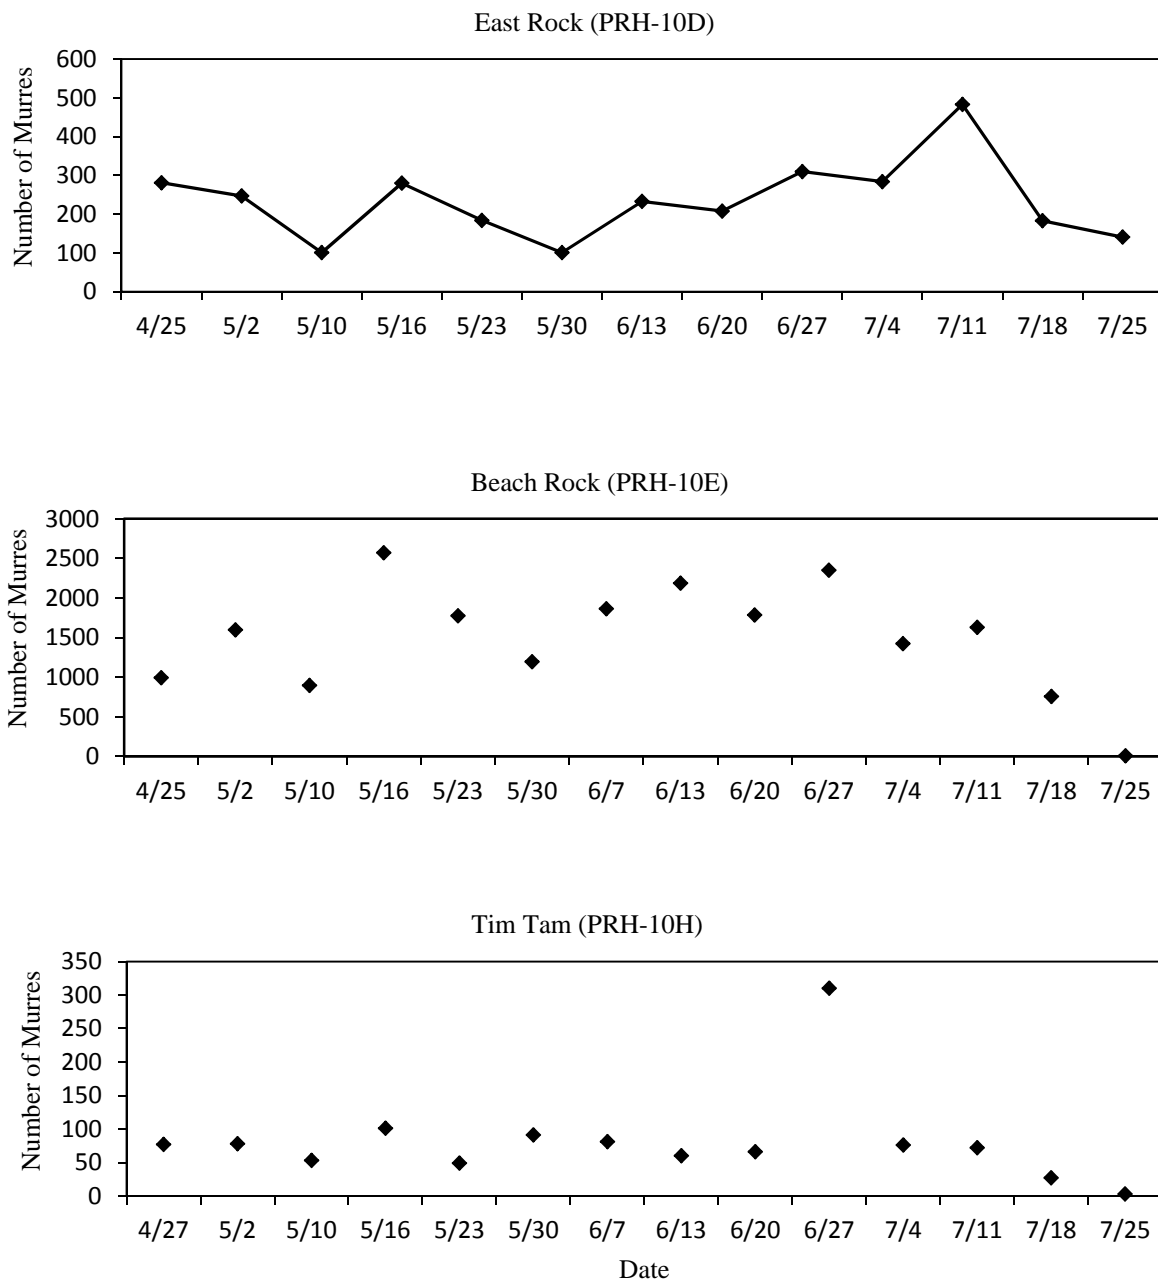 East Rock (PRH-10D)
Number of Murres
600
500
400
300
200
100
0
4/25 5/2 5/10 5/16 5/23 5/30 6/13 6/20 6/27 7/4 7/11 7/18 7/25
Beach Rock (PRH-10E)
Number of Murres
3000
2500
2000
1500
1000
500
0
4/25 5/2 5/10 5/16 5/23 5/30 6/7 6/13 6/20 6/27 7/4 7/11 7/18 7/25
Tim Tam (PRH-10H)
Number of Murres
350
300
250
200
150
100
50
0
4/27 5/2 5/10 5/16 5/23 5/30 6/7 6/13 6/20 6/27 7/4 7/11 7/18 7/25
Date